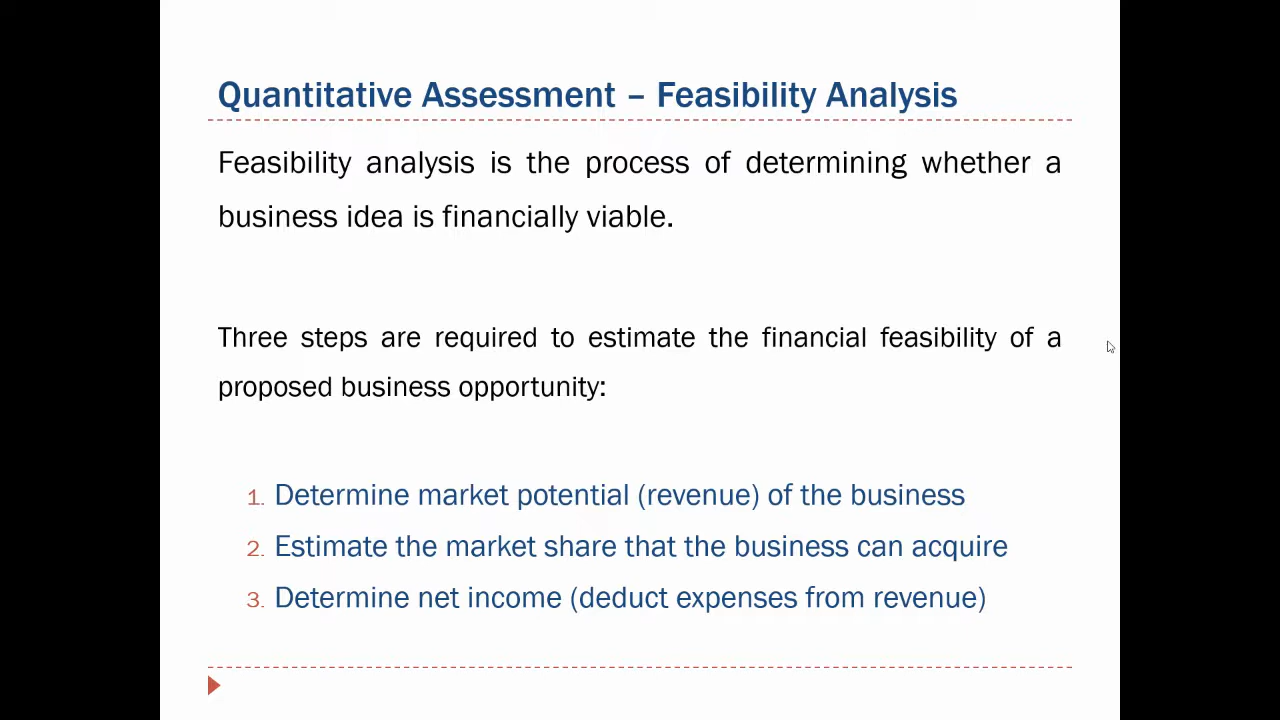 Quantitative Assessment – Feasibility Analysis
Feasibility analysis is the process of determining whether a
business idea is financially viable.
Three steps are required to estimate the financial feasibility of a
proposed business opportunity:
1. Determine market potential (revenue) of the business
2. Estimate the market share that the business can acquire
3. Determine net income (deduct expenses from revenue)